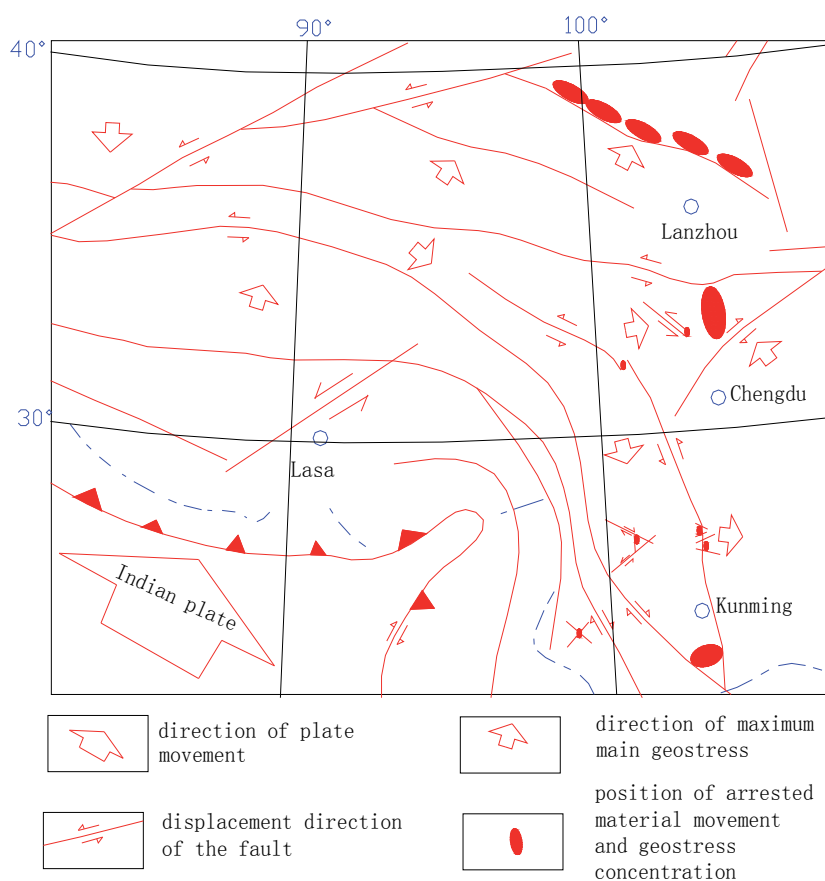 90°
100°
40°
Lanzhou
Chengdu
30°
Lasa
Indian plate
Kunming
direction of plate
movement
direction of maximum
main geostress
displacement direction
of the fault
position of arrested
material movement
and geostress
concentration